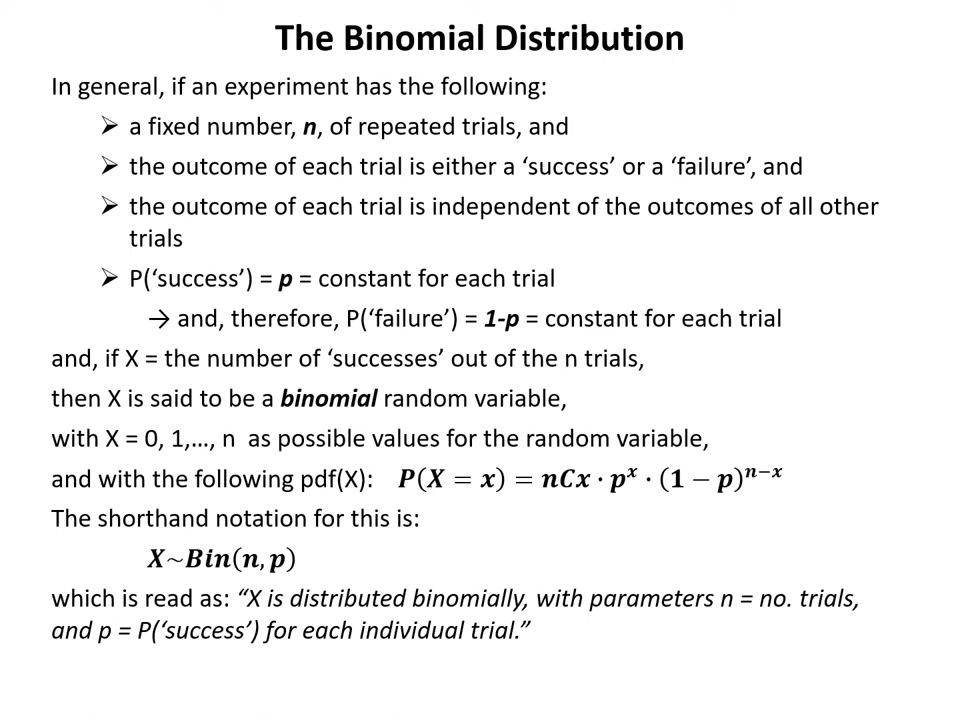 The Binomial Distribution
In general, if an experiment has the following:
➢ a fixed number, n, of repeated trials, and
➢ the outcome of each trial is either a ‘success’ or a ‘failure’, and
➢ the outcome of each trial is independent of the outcomes of all other
trials
➢ P(‘success’) = p = constant for each trial
→ and, therefore, P(‘failure’) = 1-p = constant for each trial
and, if X = the number of ‘successes’ out of the n trials,
then X is said to be a binomial random variable,
with X = 0, 1,…, n as possible values for the random variable,
and with the following pdf(X): P(X = x) = nCx · pˣ · (1 − p)ⁿ⁻ˣ
The shorthand notation for this is:
X~Bin(n, p)
which is read as: “X is distributed binomially, with parameters n = no. trials,
and p = P(‘success’) for each individual trial.”